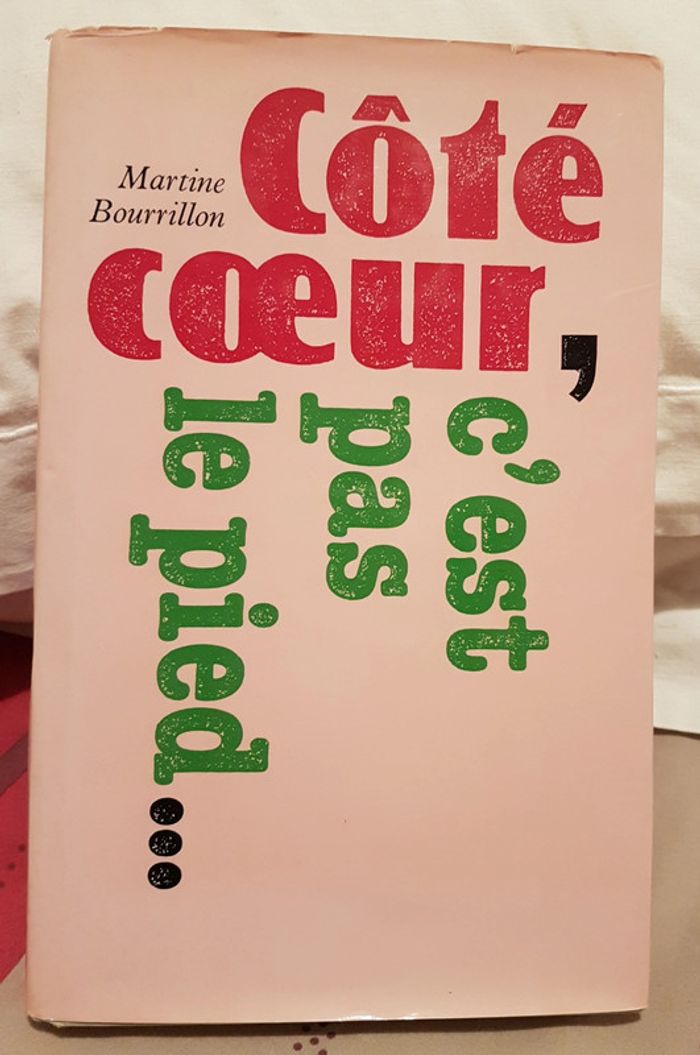 Martine
Bourrillon
Côté
cœur,
c'est
pas
le pied...